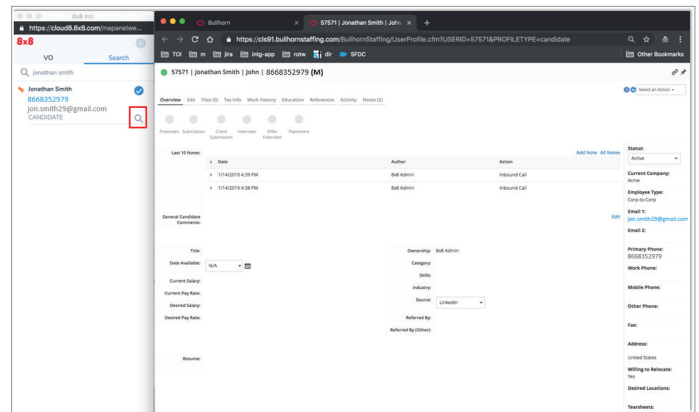 8x8 Inc.
https://cloud8.8x8.com/mapanelwe...
8x8
VO Search
jonathan smith
Jonathan Smith
8668352979
jon.smith29@gmail.com
CANDIDATE
Bullhorn
57571 | Jonathan Smith | John
https://cls91.bullhornstaffing.com/BullhornStaffing/UserProfile.cfm?USERID=57571&PROFILETYPE=candidate
TOI m jira intg-app rotw dir SFDC Other Bookmarks
57571 | Jonathan Smith | John | 8668352979 (M)
Select an Action
Overview Edit Files (0) Tax Info Work History Education References Activity Notes (2)
Prescreen Submission Client Submission Interview Offer Extended Placement
Last 10 Notes: Add Note All Notes
Date Author Action
1/14/2019 4:39 PM 8x8 Admin Inbound Call
1/14/2019 4:38 PM 8x8 Admin Inbound Call
General Candidate Comments: Edit
Title:
Date Available: N/A
Current Salary:
Current Pay Rate:
Desired Salary:
Desired Pay Rate:
Resume:
Ownership: 8x8 Admin
Category:
Skills:
Industry:
Source: LinkedIn
Referred By:
Referred By (Other):
Status:
Active
Current Company:
Acme
Employee Type:
Corp-to-Corp
Email 1:
jon.smith29@gmail.com
Email 2:
Primary Phone:
8668352979
Work Phone:
Mobile Phone:
Other Phone:
Fax:
Address:
United States
Willing to Relocate:
Yes
Desired Locations:
Tearsheets: